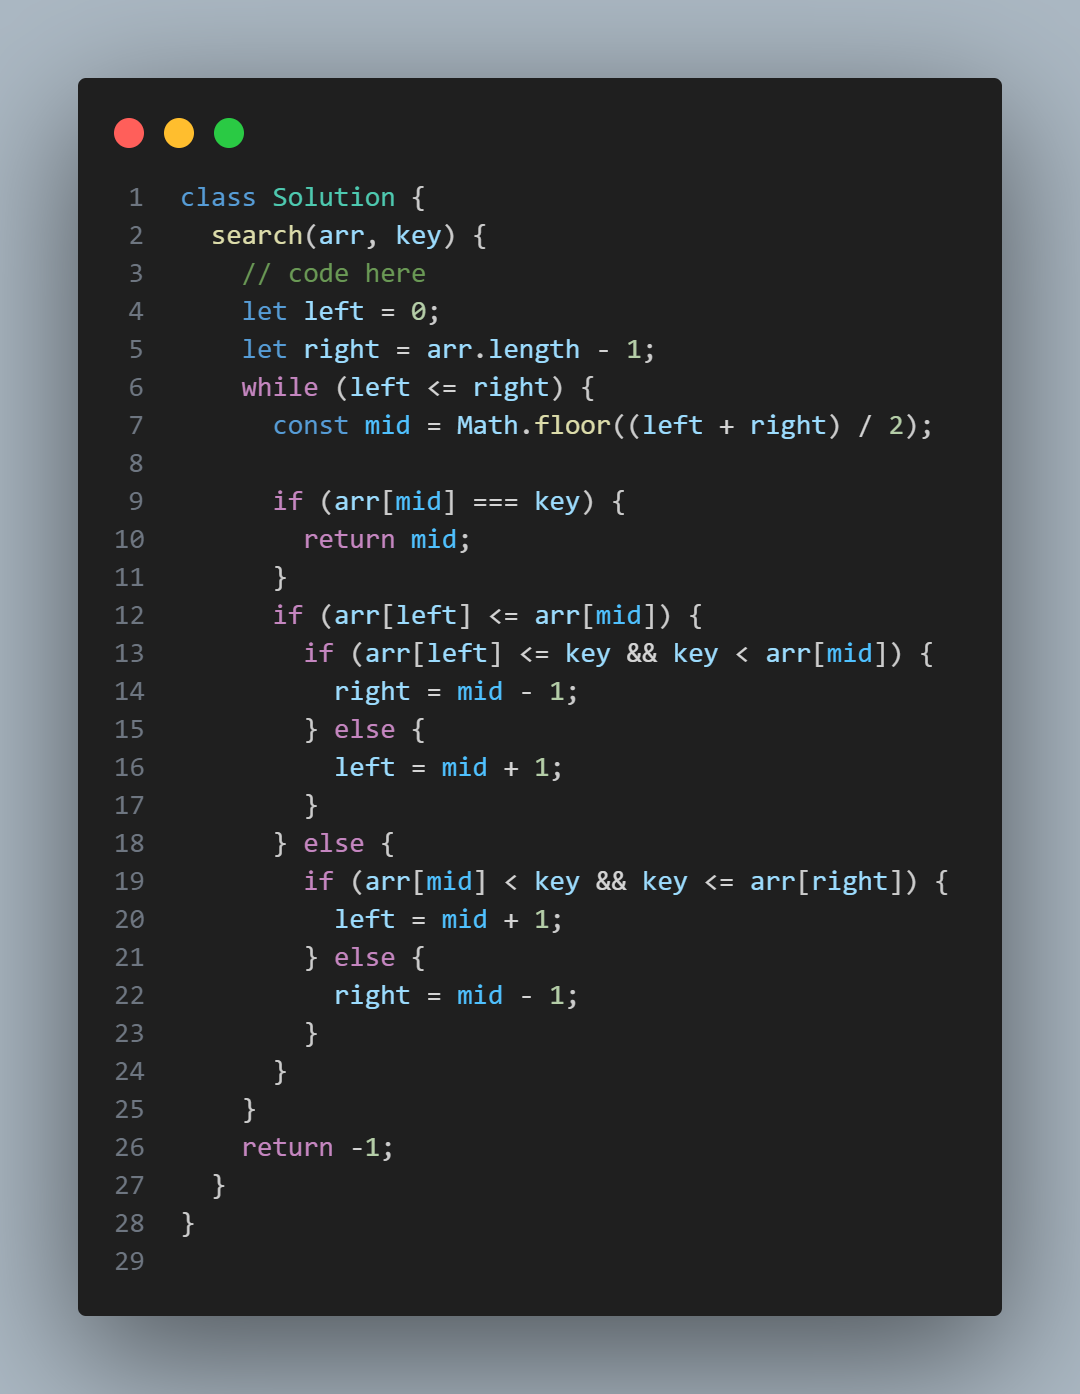 1 class Solution {
2   search(arr, key) {
3     // code here
4     let left = 0;
5     let right = arr.length - 1;
6     while (left <= right) {
7       const mid = Math.floor((left + right) / 2);
8
9       if (arr[mid] === key) {
10         return mid;
11       }
12       if (arr[left] <= arr[mid]) {
13         if (arr[left] <= key && key < arr[mid]) {
14           right = mid - 1;
15         } else {
16           left = mid + 1;
17         }
18       } else {
19         if (arr[mid] < key && key <= arr[right]) {
20           left = mid + 1;
21         } else {
22           right = mid - 1;
23         }
24       }
25     }
26     return -1;
27   }
28 }
29